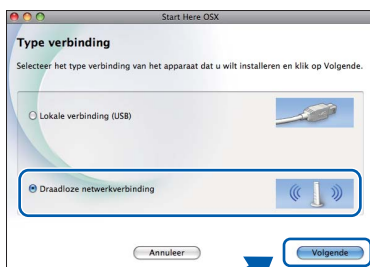 Start Here OSX
Type verbinding
Selecteer het type verbinding van het apparaat dat u wilt installeren en klik op Volgende.
Lokale verbinding (USB)
Draadloze netwerkverbinding
Annuleer
Volgende